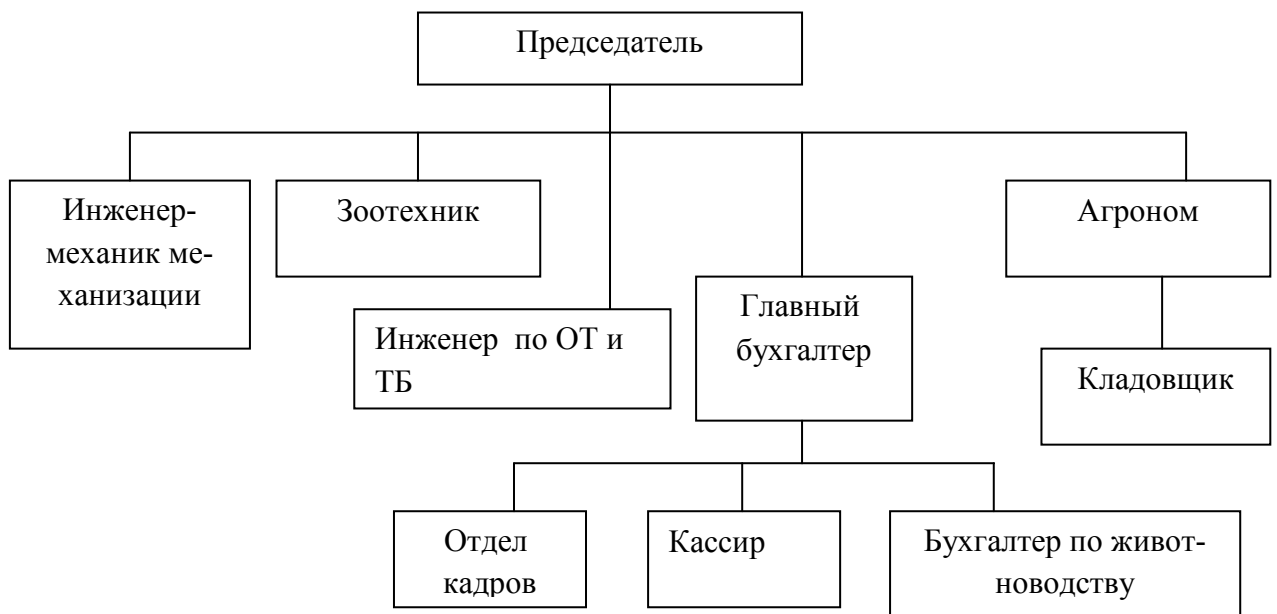 Председатель
Инженер-
механик ме-
ханизации
Зоотехник
Инженер по ОТ и
ТБ
Главный
бухгалтер
Агроном
Кладовщик
Отдел
кадров
Кассир
Бухгалтер по живот-
новодству